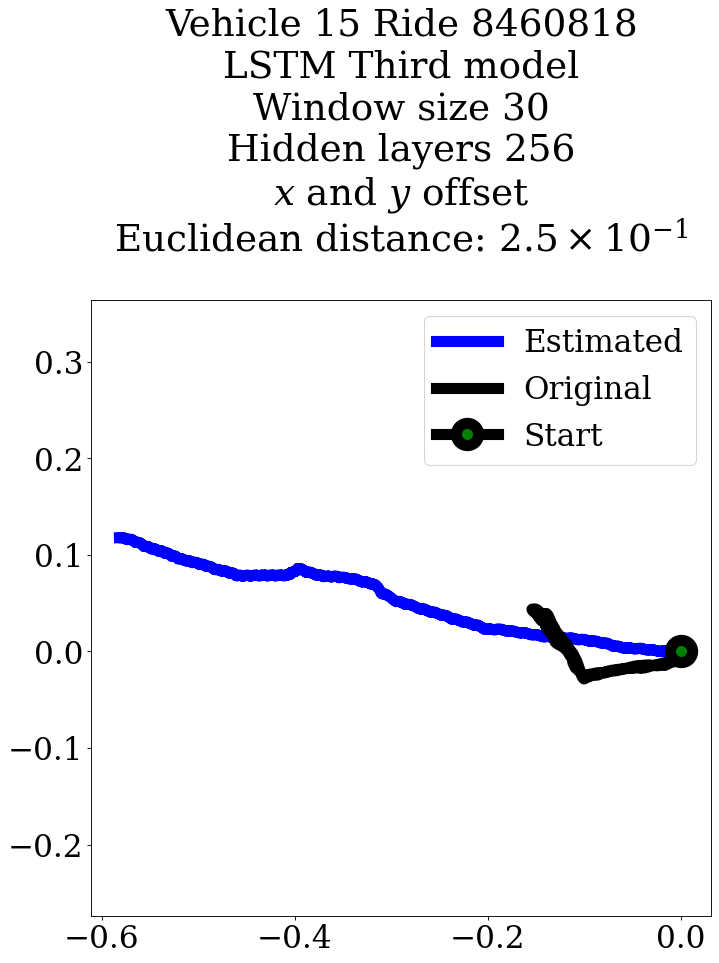 Vehicle 15 Ride 8460818
LSTM Third model
Window size 30
Hidden layers 256
x and y offset
Euclidean distance: 2.5 × 10⁻¹
Estimated
Original
Start
0.3
0.2
0.1
0.0
−0.1
−0.2
−0.6 −0.4 −0.2 0.0